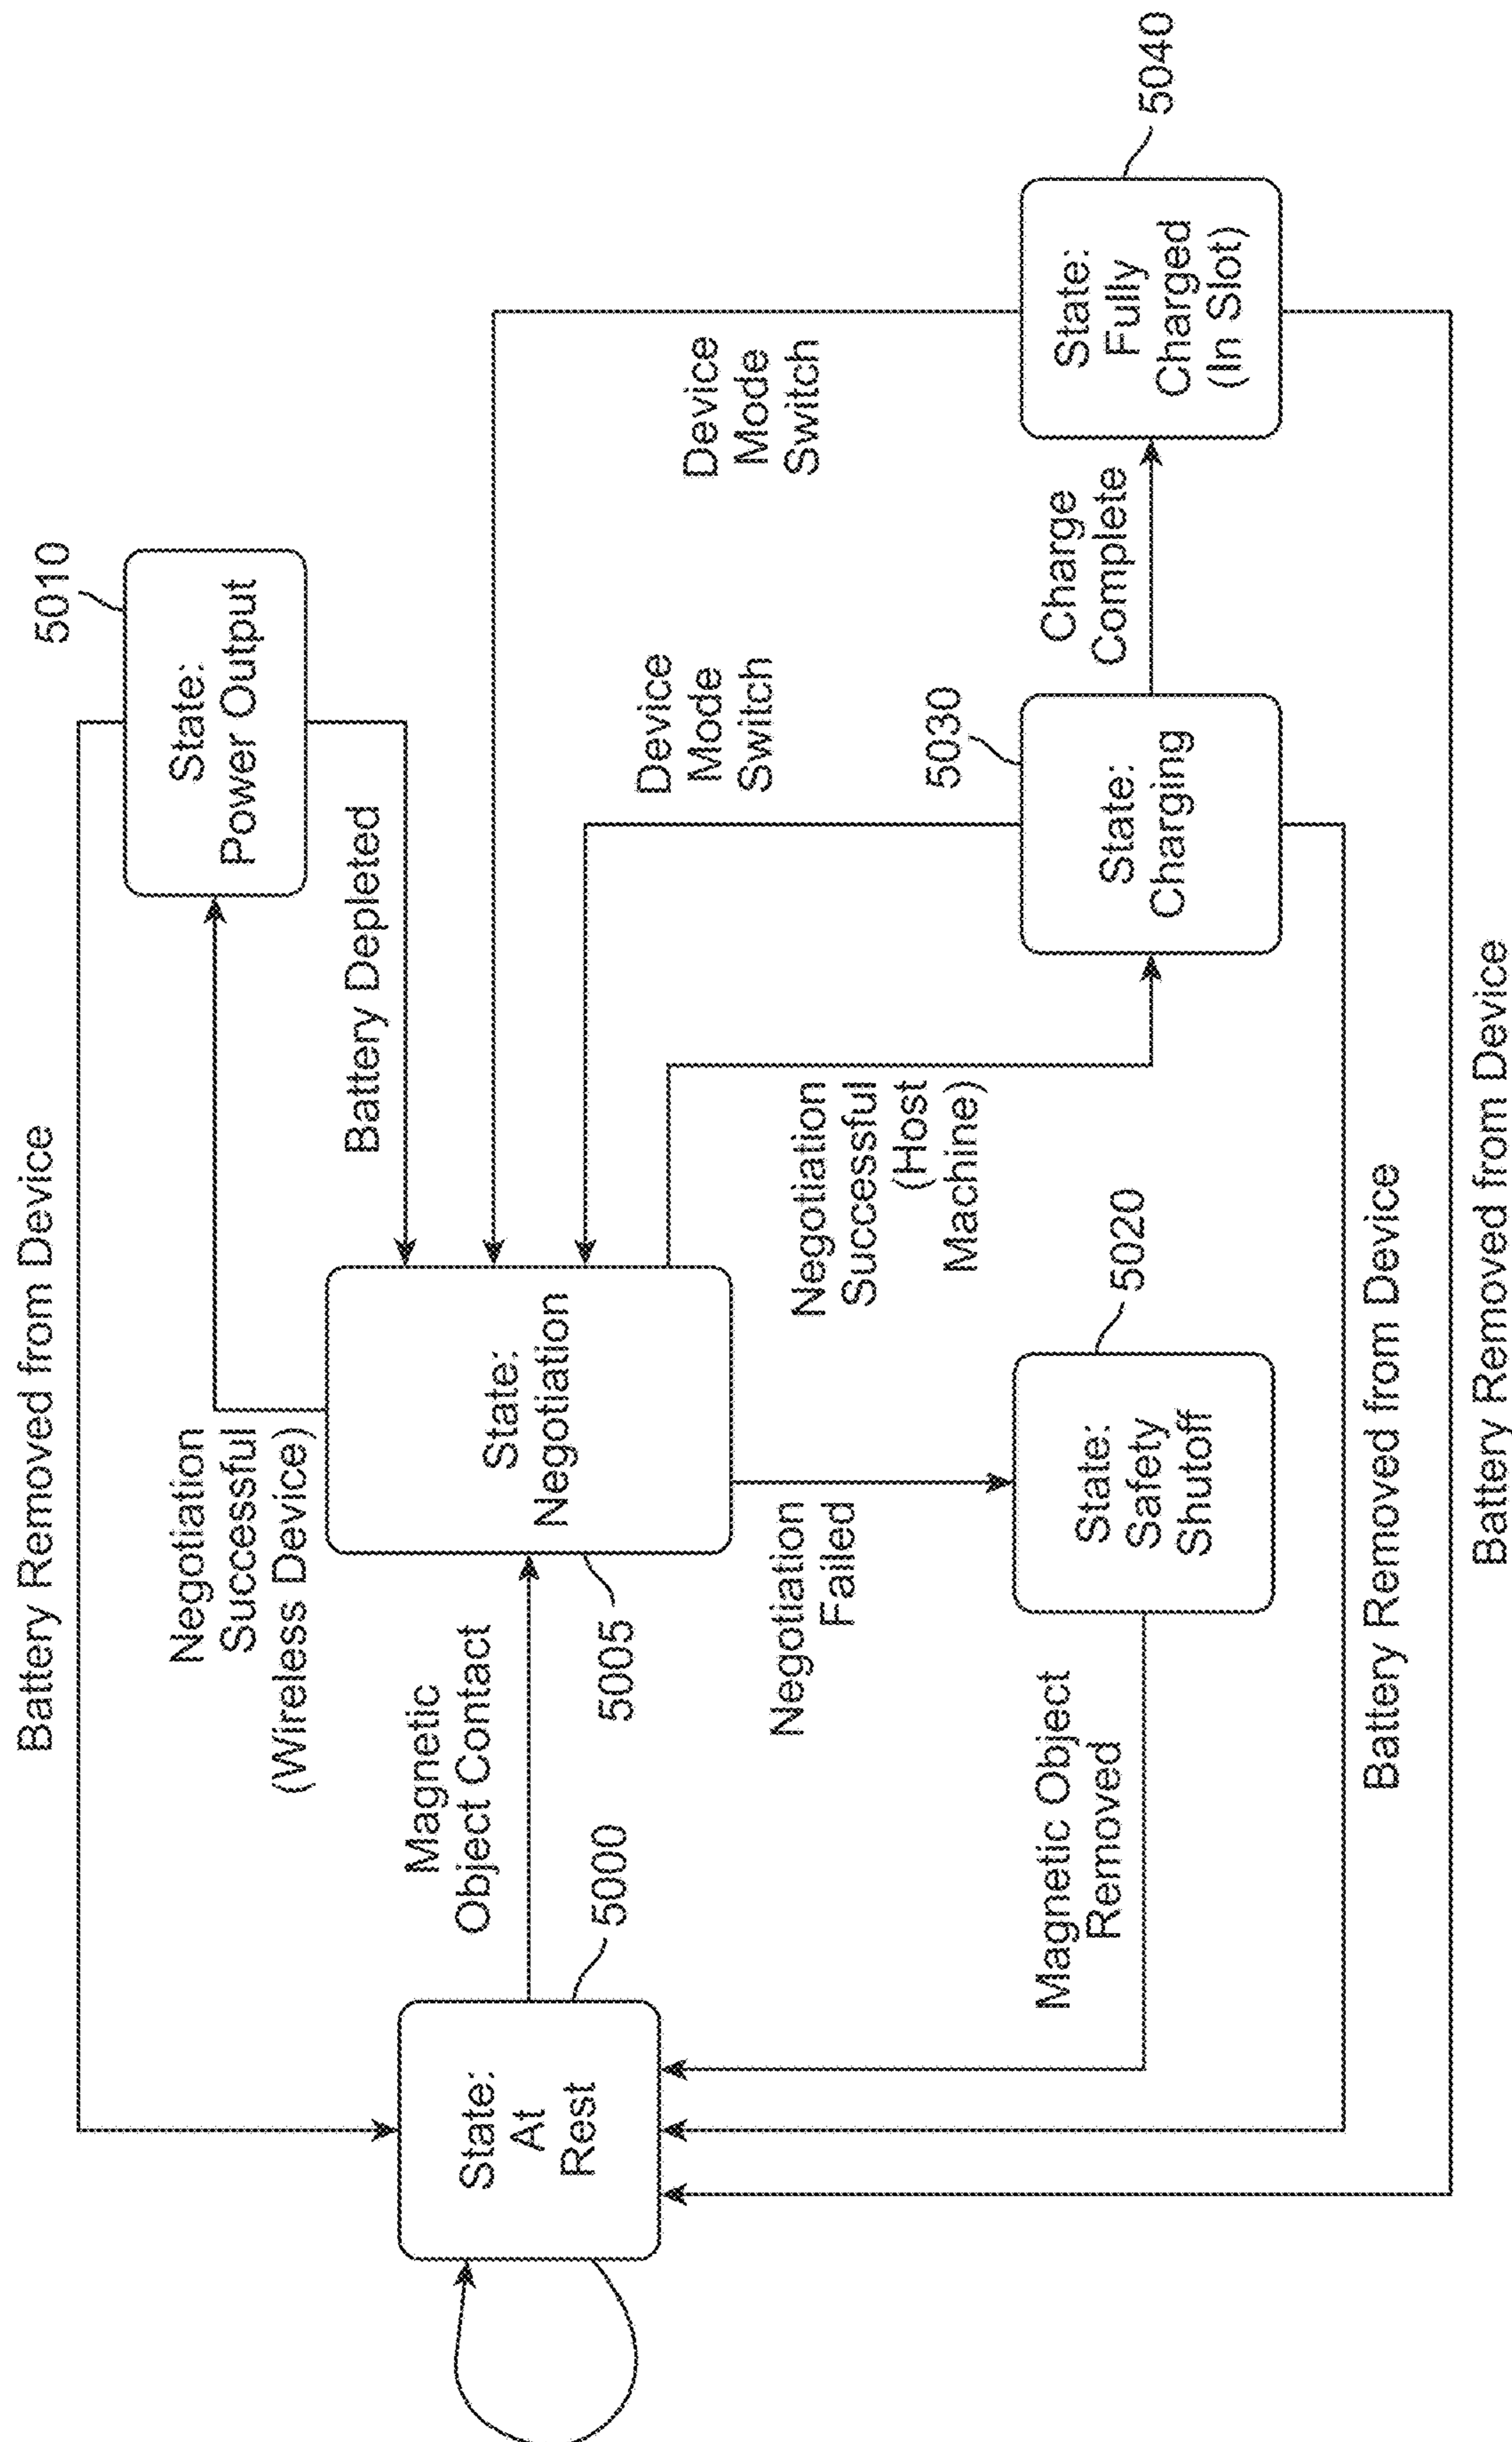 Battery Removed from Device
5010
State:
Power Output
Negotiation
Successful
(Wireless Device)
Battery Depleted
Magnetic
Object Contact
State:
Negotiation
5005
Device
Mode
Switch
Device
Mode
Switch
State:
At
Rest
5000
Negotiation
Failed
Negotiation
Successful
(Host
Machine)
5030
State:
Charging
Charge
Complete
State:
Fully
Charged
(In Slot)
5040
Magnetic Object
Removed
State:
Safety
Shutoff
5020
Battery Removed from Device
Battery Removed from Device